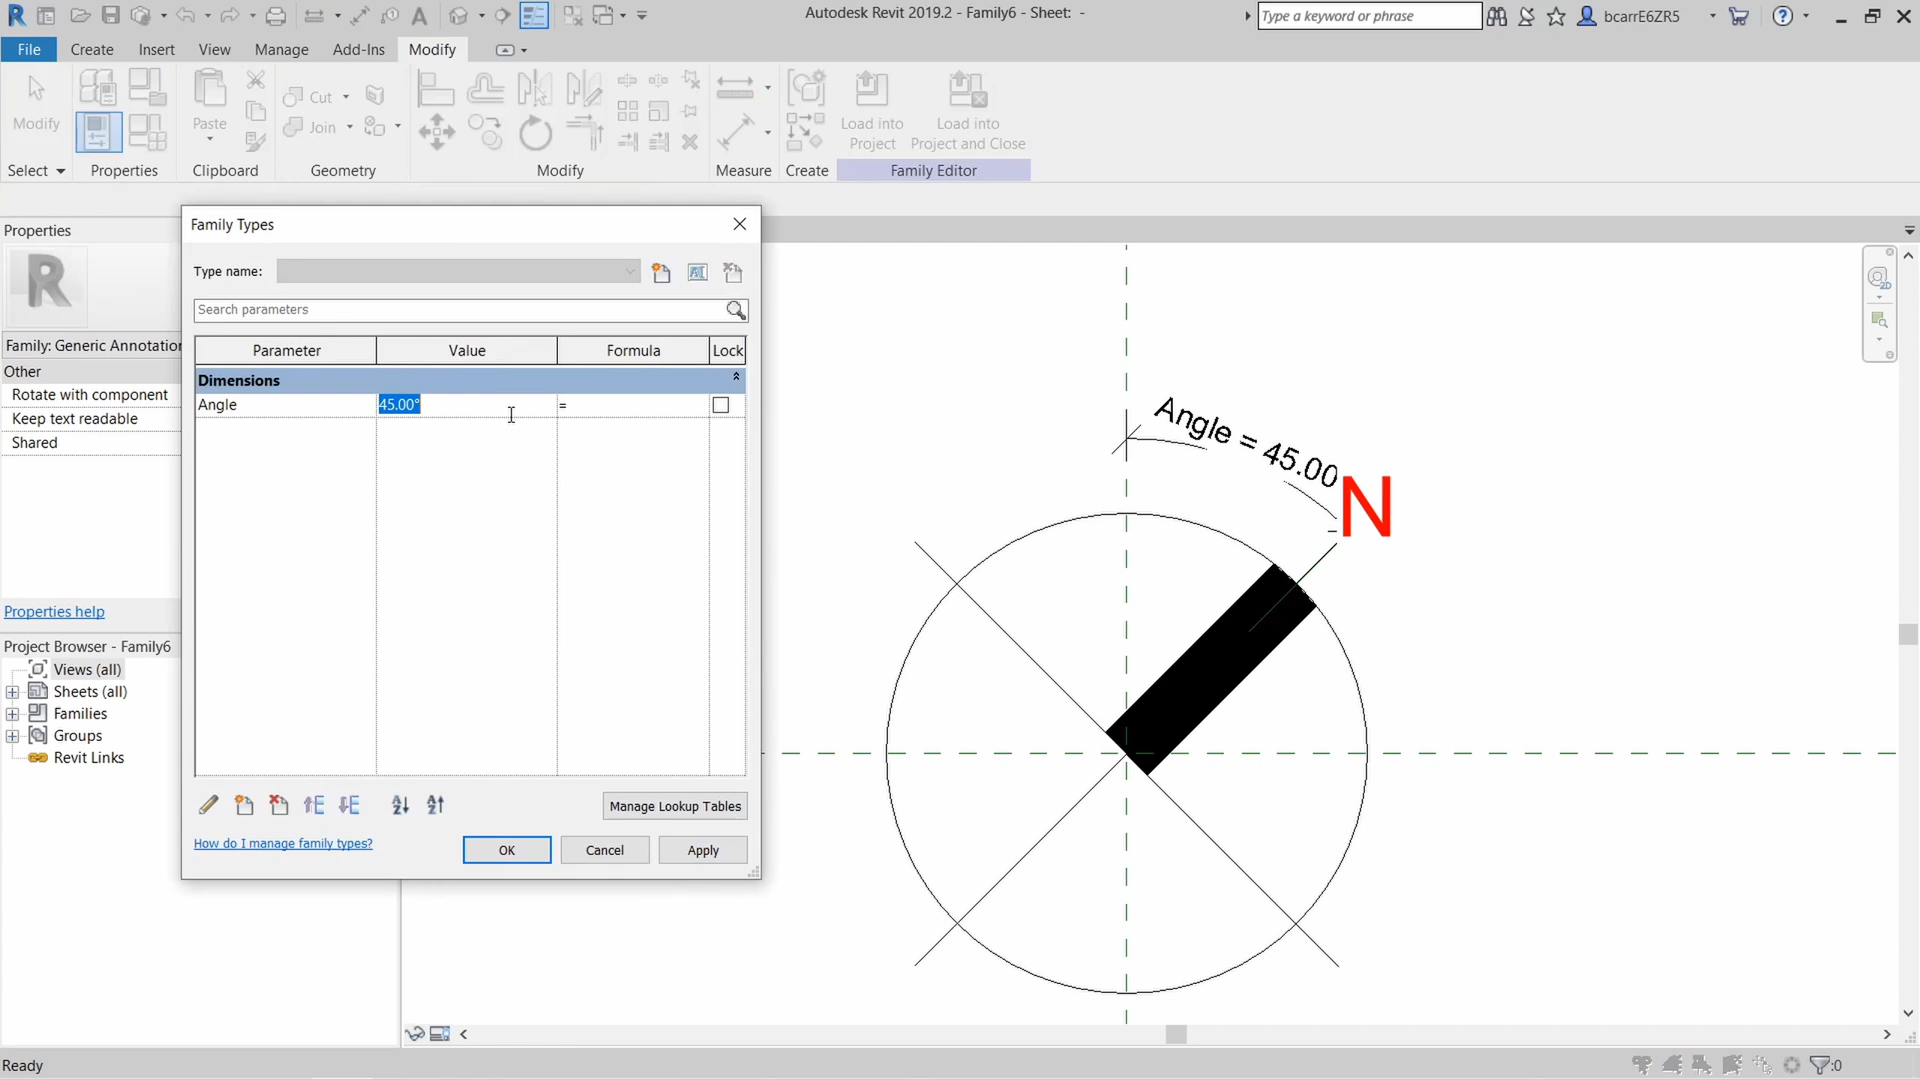 Autodesk Revit 2019.2 - Family6 - Sheet: -
Type a keyword or phrase
bcarrE6ZR5
File
Create
Insert
View
Manage
Add-Ins
Modify
Modify
Paste
Cut
Join
Load into
Project
Load into
Project and Close
Select
Properties
Clipboard
Geometry
Modify
Measure
Create
Family Editor
Properties
Family: Generic Annotation
Other
Rotate with component
Keep text readable
Shared
Properties help
Project Browser - Family6
Views (all)
Sheets (all)
Families
Groups
Revit Links
Family Types
Type name:
Search parameters
Parameter
Value
Formula
Lock
Dimensions
Angle
45.00°
=
Manage Lookup Tables
How do I manage family types?
OK
Cancel
Apply
Angle = 45.00
N
2D
Ready
:0